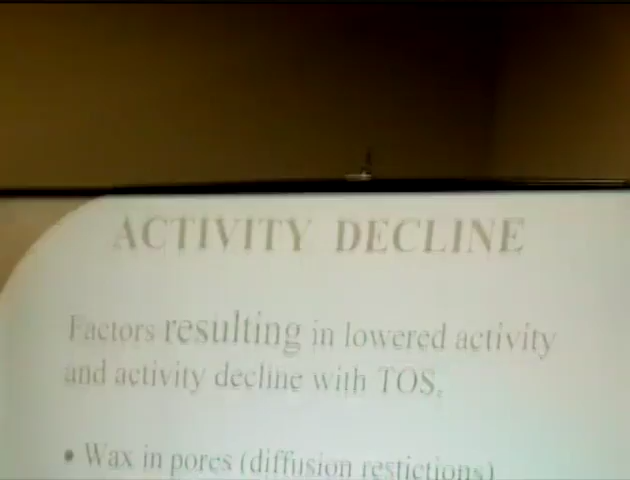 ACTIVITY DECLINE
Factors resulting in lowered activity
and activity decline with TOS.
• Wax in pores (diffusion restictions)